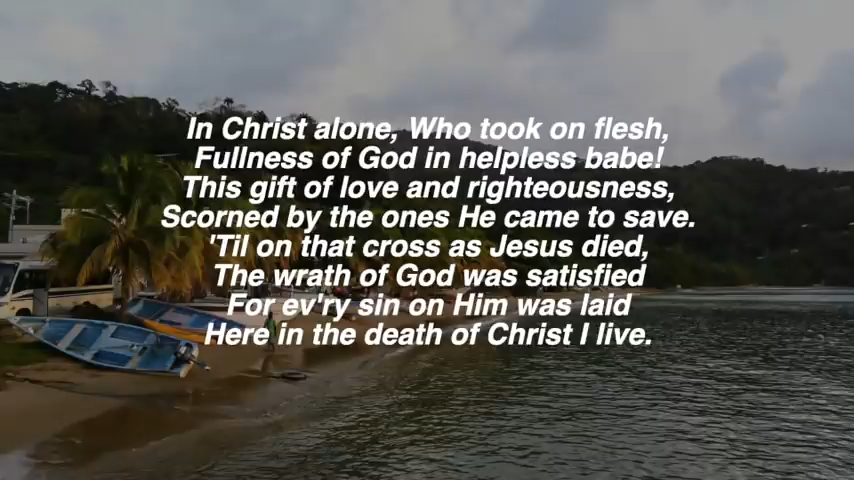 In Christ alone, Who took on flesh,
Fullness of God in helpless babe!
This gift of love and righteousness,
Scorned by the ones He came to save.
'Til on that cross as Jesus died,
The wrath of God was satisfied
For ev'ry sin on Him was laid
Here in the death of Christ I live.